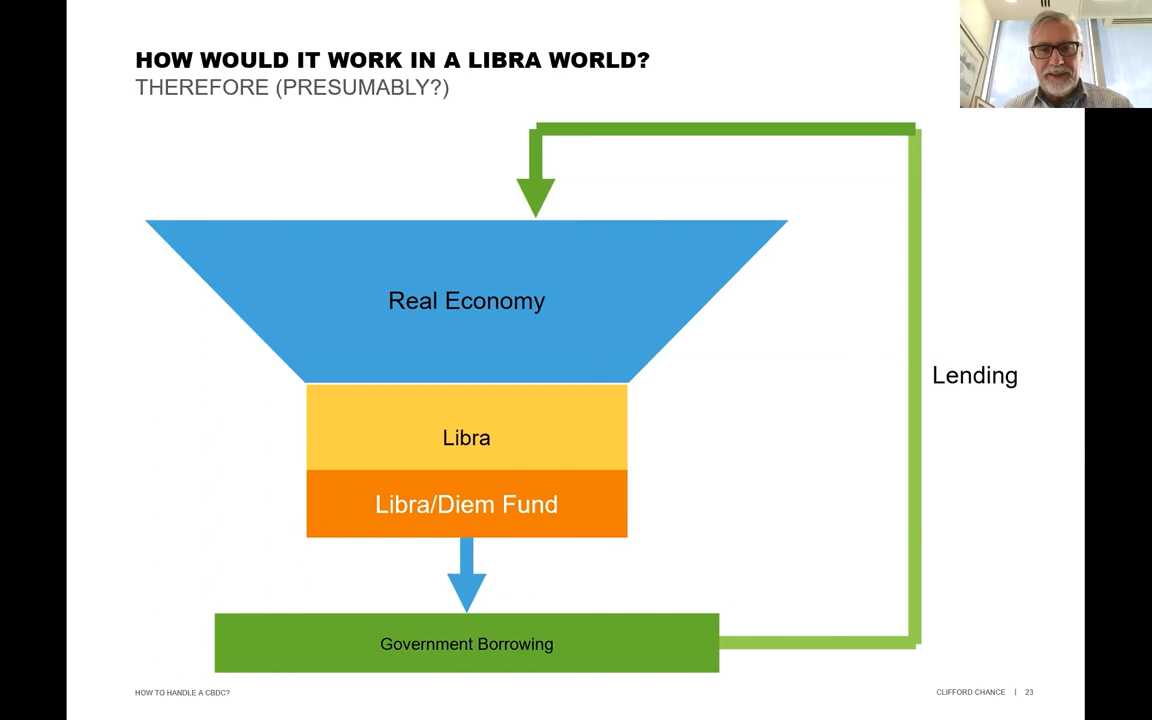 HOW WOULD IT WORK IN A LIBRA WORLD?
THEREFORE (PRESUMABLY?)
Real Economy
Lending
Libra
Libra/Diem Fund
Government Borrowing
HOW TO HANDLE A CBDC?
CLIFFORD CHANCE | 23